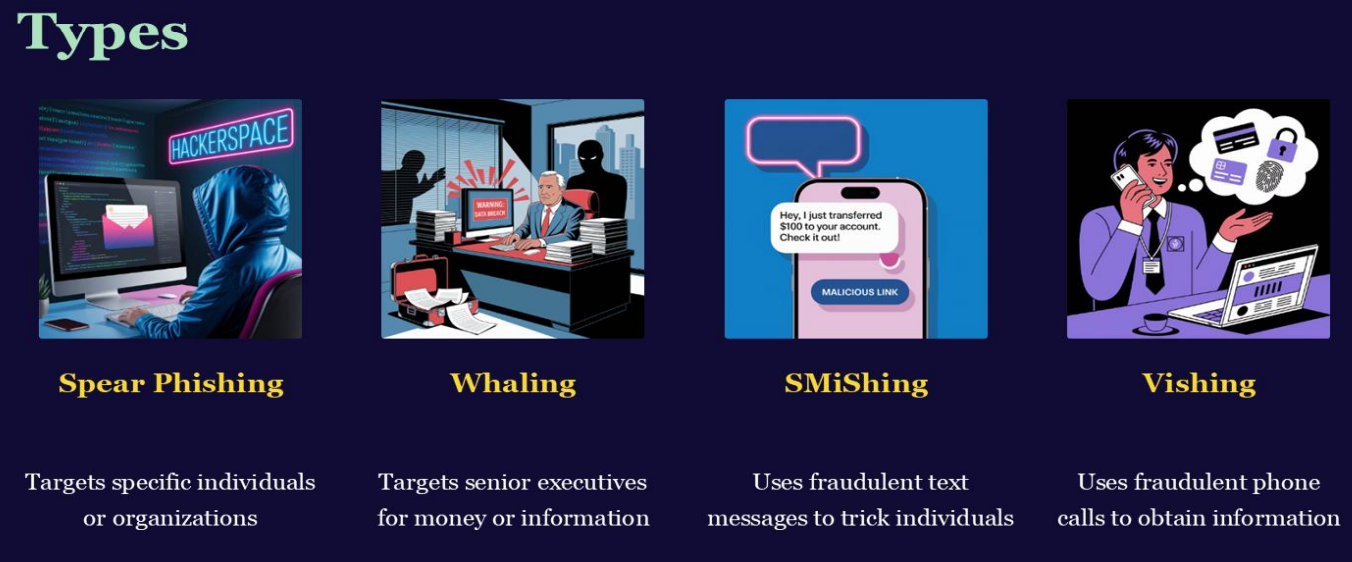 Types
HACKERSPACE
WARNING:
DATA BREACH
Hey, I just transferred
$100 to your account.
Check it out!
MALICIOUS LINK
Spear Phishing
Whaling
SMiShing
Vishing
Targets specific individuals
or organizations
Targets senior executives
for money or information
Uses fraudulent text
messages to trick individuals
Uses fraudulent phone
calls to obtain information